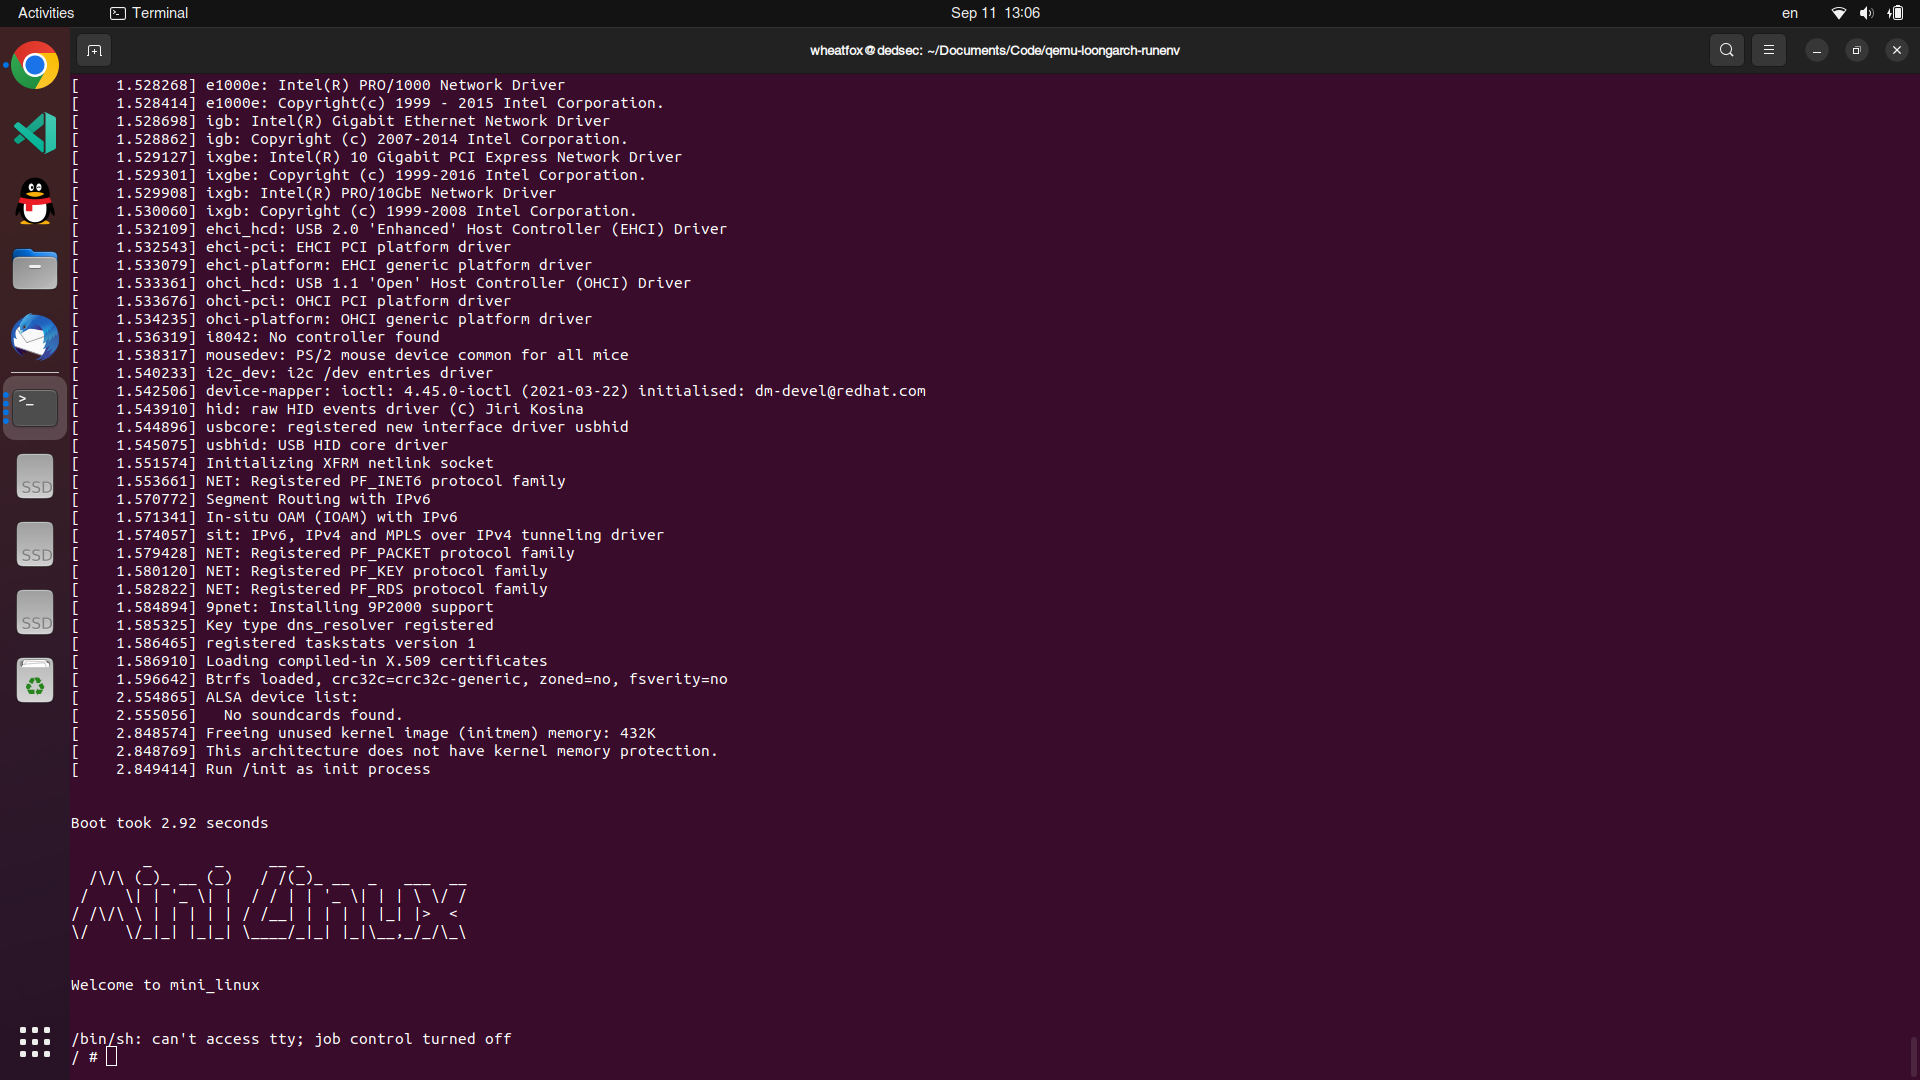 Activities
Terminal
Sep 11 13:06
en
wheatfox@dedsec: ~/Documents/Code/qemu-loongarch-runenv
[    1.528268] e1000e: Intel(R) PRO/1000 Network Driver
[    1.528414] e1000e: Copyright(c) 1999 - 2015 Intel Corporation.
[    1.528698] igb: Intel(R) Gigabit Ethernet Network Driver
[    1.528862] igb: Copyright (c) 2007-2014 Intel Corporation.
[    1.529127] ixgbe: Intel(R) 10 Gigabit PCI Express Network Driver
[    1.529301] ixgbe: Copyright (c) 1999-2016 Intel Corporation.
[    1.529908] ixgb: Intel(R) PRO/10GbE Network Driver
[    1.530060] ixgb: Copyright (c) 1999-2008 Intel Corporation.
[    1.532109] ehci_hcd: USB 2.0 'Enhanced' Host Controller (EHCI) Driver
[    1.532543] ehci-pci: EHCI PCI platform driver
[    1.533079] ehci-platform: EHCI generic platform driver
[    1.533361] ohci_hcd: USB 1.1 'Open' Host Controller (OHCI) Driver
[    1.533676] ohci-pci: OHCI PCI platform driver
[    1.534235] ohci-platform: OHCI generic platform driver
[    1.536319] i8042: No controller found
[    1.538317] mousedev: PS/2 mouse device common for all mice
[    1.540233] i2c_dev: i2c /dev entries driver
[    1.542506] device-mapper: ioctl: 4.45.0-ioctl (2021-03-22) initialised: dm-devel@redhat.com
[    1.543910] hid: raw HID events driver (C) Jiri Kosina
[    1.544896] usbcore: registered new interface driver usbhid
[    1.545075] usbhid: USB HID core driver
[    1.551574] Initializing XFRM netlink socket
[    1.553661] NET: Registered PF_INET6 protocol family
[    1.570772] Segment Routing with IPv6
[    1.571341] In-situ OAM (IOAM) with IPv6
[    1.574057] sit: IPv6, IPv4 and MPLS over IPv4 tunneling driver
[    1.579428] NET: Registered PF_PACKET protocol family
[    1.580120] NET: Registered PF_KEY protocol family
[    1.582822] NET: Registered PF_RDS protocol family
[    1.584894] 9pnet: Installing 9P2000 support
[    1.585325] Key type dns_resolver registered
[    1.586465] registered taskstats version 1
[    1.586910] Loading compiled-in X.509 certificates
[    1.596642] Btrfs loaded, crc32c=crc32c-generic, zoned=no, fsverity=no
[    2.554865] ALSA device list:
[    2.555056]   No soundcards found.
[    2.848574] Freeing unused kernel image (initmem) memory: 432K
[    2.848769] This architecture does not have kernel memory protection.
[    2.849414] Run /init as init process
Boot took 2.92 seconds
Mini Linux
Welcome to mini_linux
/bin/sh: can't access tty; job control turned off
/ #
SSD
SSD
SSD